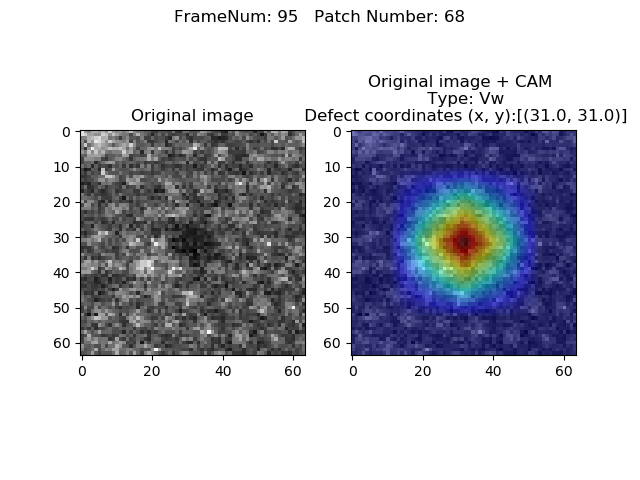 FrameNum: 95   Patch Number: 68
Original image
Original image + CAM
Type: Vw
Defect coordinates (x, y):[(31.0, 31.0)]
0
10
20
30
40
50
60
0 20 40 60
0
10
20
30
40
50
60
0 20 40 60